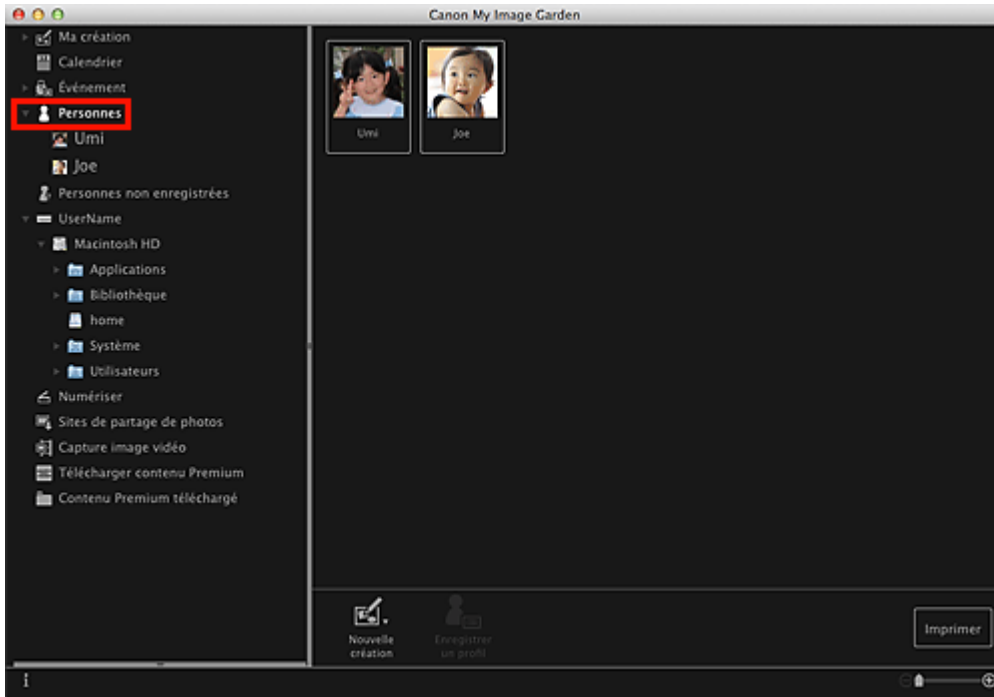 Canon My Image Garden
Ma création
Calendrier
Événement
Personnes
Umi
Joe
Personnes non enregistrées
UserName
Macintosh HD
Applications
Bibliothèque
home
Système
Utilisateurs
Numériser
Sites de partage de photos
Capture image vidéo
Télécharger contenu Premium
Contenu Premium téléchargé
Umi
Joe
Nouvelle
création
Enregistrer
un profil
Imprimer